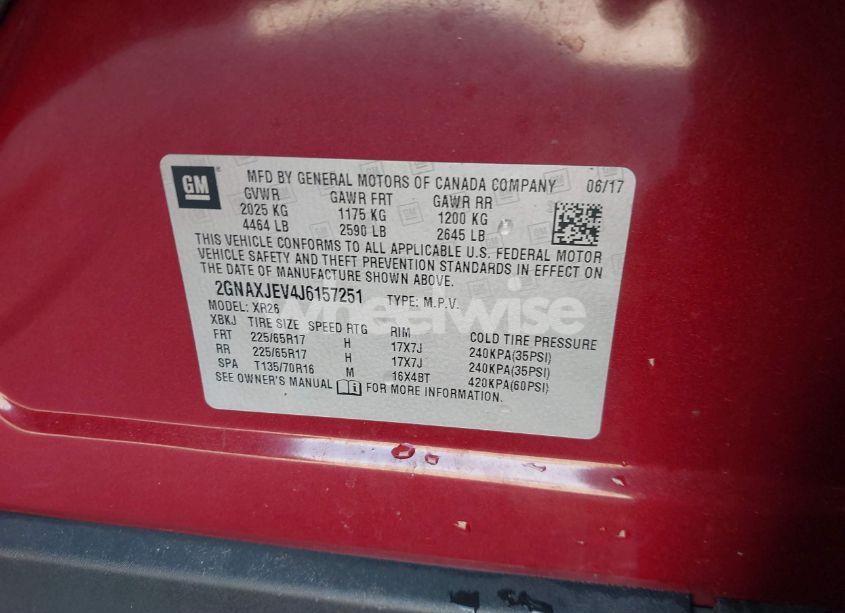 GM
MFD BY GENERAL MOTORS OF CANADA COMPANY 06/17
GVWR GAWR FRT GAWR RR
2025 KG 1175 KG 1200 KG
4464 LB 2590 LB 2645 LB
THIS VEHICLE CONFORMS TO ALL APPLICABLE U.S. FEDERAL MOTOR
VEHICLE SAFETY AND THEFT PREVENTION STANDARDS IN EFFECT ON
THE DATE OF MANUFACTURE SHOWN ABOVE.
2GNAXJEV4J6157251 TYPE: M.P.V.
MODEL: XR26
XBKJ TIRE SIZE SPEED RTG RIM COLD TIRE PRESSURE
FRT 225/65R17 H 17X7J 240KPA(35PSI)
RR 225/65R17 H 17X7J 240KPA(35PSI)
SPA T135/70R16 M 16X4BT 420KPA(60PSI)
SEE OWNER'S MANUAL FOR MORE INFORMATION.
wheelwise